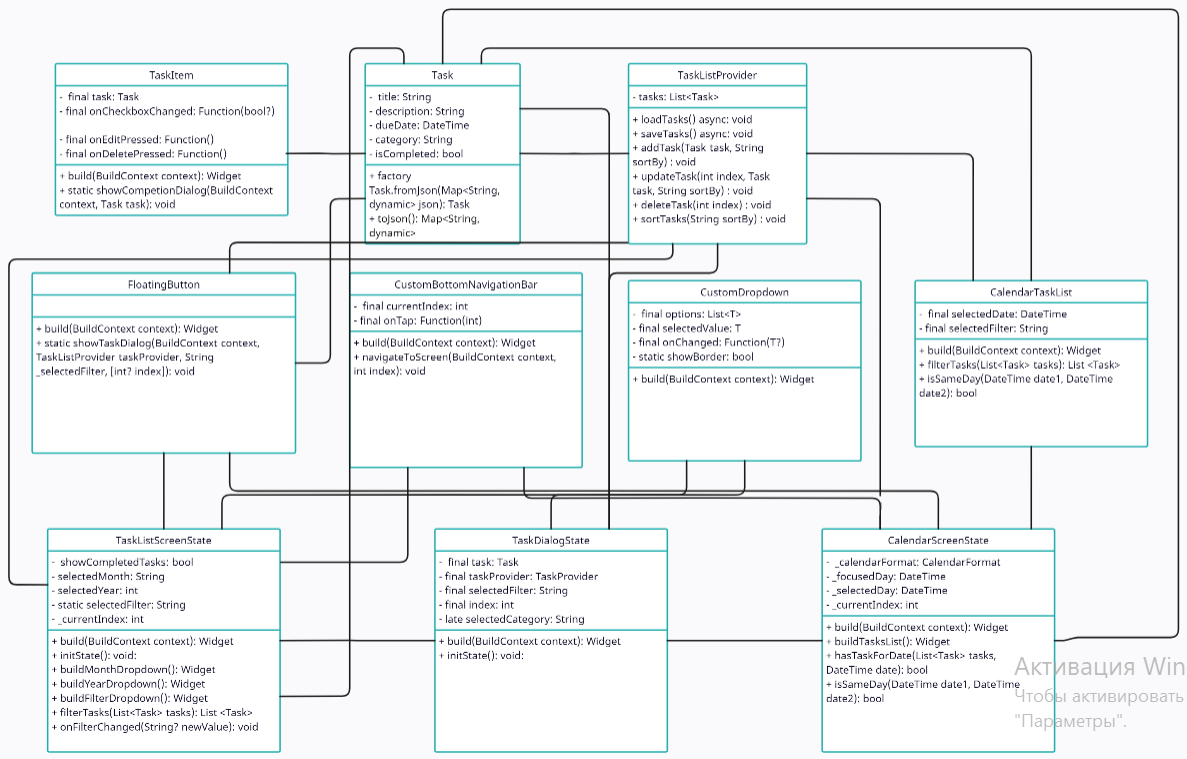 TaskItem
- final task: Task
- final onCheckboxChanged: Function(bool?)
- final onEditPressed: Function()
- final onDeletePressed: Function()
+ build(BuildContext context): Widget
+ static showCompetionDialog(BuildContext
context, Task task): void
Task
- title: String
- description: String
- dueDate: DateTime
- category: String
- isCompleted: bool
+ factory
Task.fromJson(Map<String,
dynamic> json): Task
+ toJson(): Map<String,
dynamic>
TaskListProvider
- tasks: List<Task>
+ loadTasks() async: void
+ saveTasks() async: void
+ addTask(Task task, String
sortBy) : void
+ updateTask(int index, Task
task, String sortBy) : void
+ deleteTask(int index) : void
+ sortTasks(String sortBy) : void
FloatingButton
+ build(BuildContext context): Widget
+ static showTaskDialog(BuildContext context,
TaskListProvider taskProvider, String
_selectedFilter, [int? index]): void
CustomBottomNavigationBar
- final currentIndex: int
- final onTap: Function(int)
+ build(BuildContext context): Widget
+ navigateToScreen(BuildContext context,
int index): void
CustomDropdown
- final options: List<T>
- final selectedValue: T
- final onChanged: Function(T?)
- static showBorder: bool
+ build(BuildContext context): Widget
CalendarTaskList
- final selectedDate: DateTime
- final selectedFilter: String
+ build(BuildContext context): Widget
+ filterTasks(List<Task> tasks): List <Task>
+ isSameDay(DateTime date1, DateTime
date2): bool
TaskListScreenState
- showCompletedTasks: bool
- selectedMonth: String
- selectedYear: int
- static selectedFilter: String
- _currentIndex: int
+ build(BuildContext context): Widget
+ initState(): void:
+ buildMonthDropdown(): Widget
+ buildYearDropdown(): Widget
+ buildFilterDropdown(): Widget
+ filterTasks(List<Task> tasks): List <Task>
+ onFilterChanged(String? newValue): void
TaskDialogState
- final task: Task
- final taskProvider: TaskProvider
- final selectedFilter: String
- final index: int
- late selectedCategory: String
+ build(BuildContext context): Widget
+ initState(): void:
CalendarScreenState
- _calendarFormat: CalendarFormat
- _focusedDay: DateTime
- _selectedDay: DateTime
- _currentIndex: int
+ build(BuildContext context): Widget
+ buildTasksList(): Widget
+ hasTaskForDate(List<Task> tasks,
DateTime date): bool
+ isSameDay(DateTime date1, DateTime
date2): bool
Активация Win
Чтобы активировать
"Параметры".